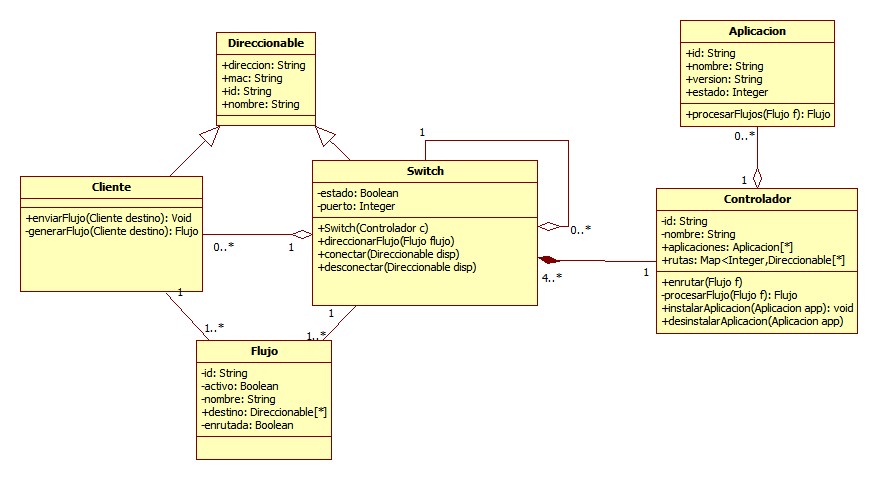 Aplicacion
+id: String
+nombre: String
+version: String
+estado: Integer
+procesarFlujos(Flujo f): Flujo
Direccionable
+direccion: String
+mac: String
+id: String
+nombre: String
1
0..*
1
Cliente
+enviarFlujo(Cliente destino): Void
-generarFlujo(Cliente destino): Flujo
0..*
1
1
Switch
-estado: Boolean
-puerto: Integer
+Switch(Controlador c)
+direccionarFlujo(Flujo flujo)
+conectar(Direccionable disp)
+desconectar(Direccionable disp)
0..*
4..*
1
1
Controlador
-id: String
-nombre: String
+aplicaciones: Aplicacion[*]
+rutas: Map<Integer,Direccionable[*]
+enrutar(Flujo f)
-procesarFlujo(Flujo f): Flujo
+instalarAplicacion(Aplicacion app): void
+desinstalarAplicacion(Aplicacion app)
1..*
1..*
Flujo
-id: String
-activo: Boolean
-nombre: String
+destino: Direccionable[*]
-enrutada: Boolean